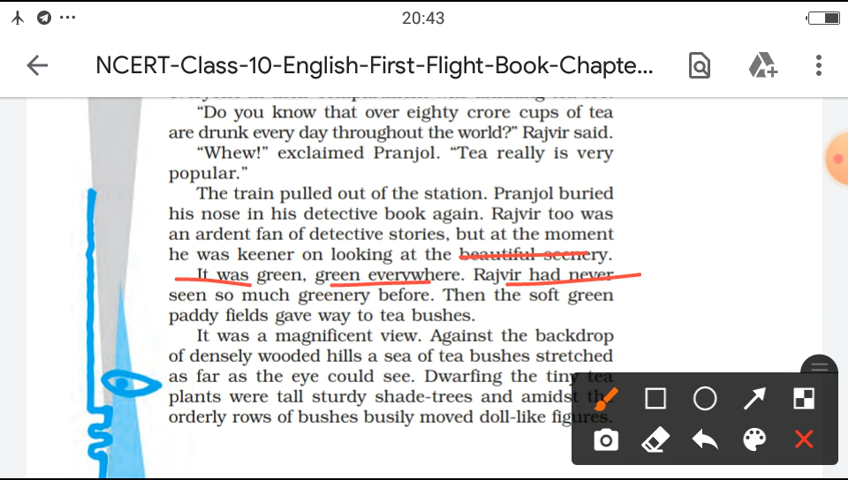 20:43
NCERT-Class-10-English-First-Flight-Book-Chapte...
“Do you know that over eighty crore cups of tea
are drunk every day throughout the world?” Rajvir said.
“Whew!” exclaimed Pranjol. “Tea really is very
popular.”
The train pulled out of the station. Pranjol buried
his nose in his detective book again. Rajvir too was
an ardent fan of detective stories, but at the moment
he was keener on looking at the beautiful scenery.
It was green, green everywhere. Rajvir had never
seen so much greenery before. Then the soft green
paddy fields gave way to tea bushes.
It was a magnificent view. Against the backdrop
of densely wooded hills a sea of tea bushes stretched
as far as the eye could see. Dwarfing the tiny tea
plants were tall sturdy shade-trees and amidst the
orderly rows of bushes busily moved doll-like figures.